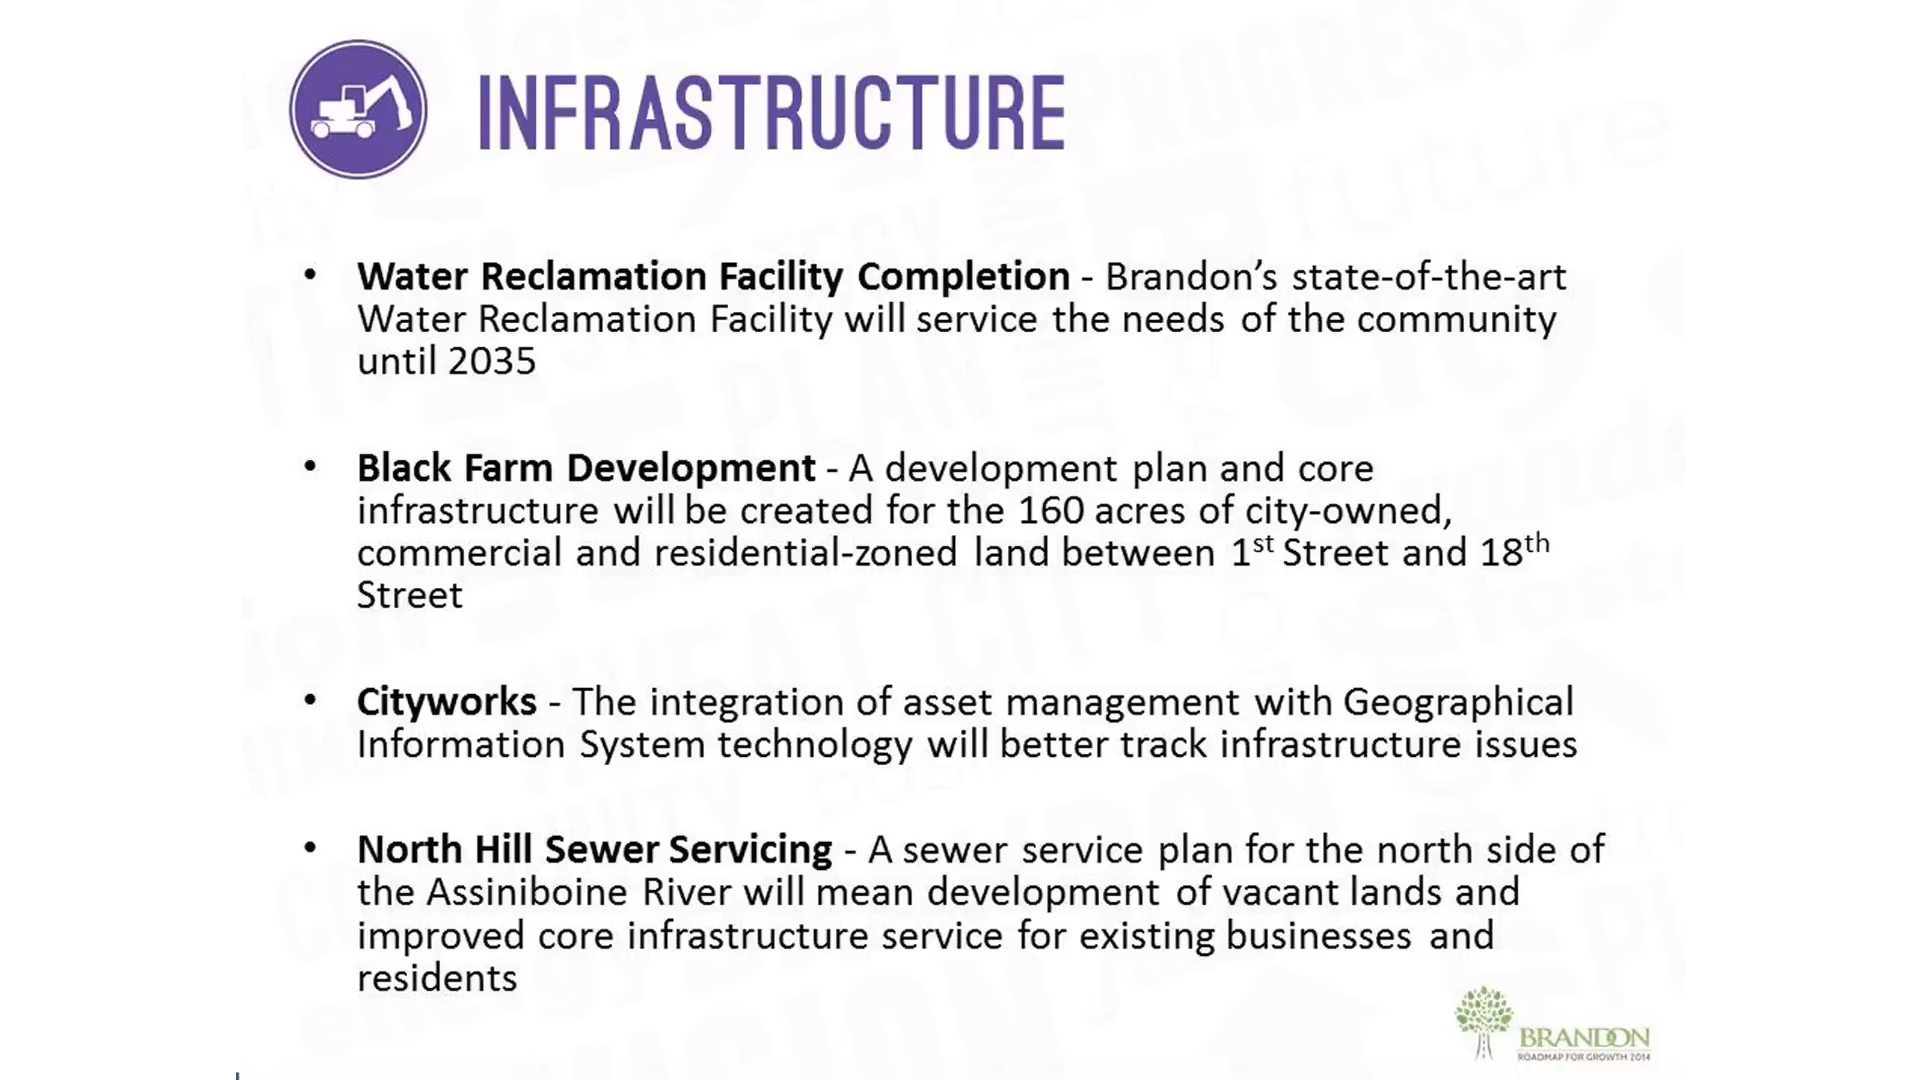 INFRASTRUCTURE
• Water Reclamation Facility Completion - Brandon’s state-of-the-art
Water Reclamation Facility will service the needs of the community
until 2035
• Black Farm Development - A development plan and core
infrastructure will be created for the 160 acres of city-owned,
commercial and residential-zoned land between 1st Street and 18th
Street
• Cityworks - The integration of asset management with Geographical
Information System technology will better track infrastructure issues
• North Hill Sewer Servicing - A sewer service plan for the north side of
the Assiniboine River will mean development of vacant lands and
improved core infrastructure service for existing businesses and
residents
BRANDON
ROADMAP FOR GROWTH 2014